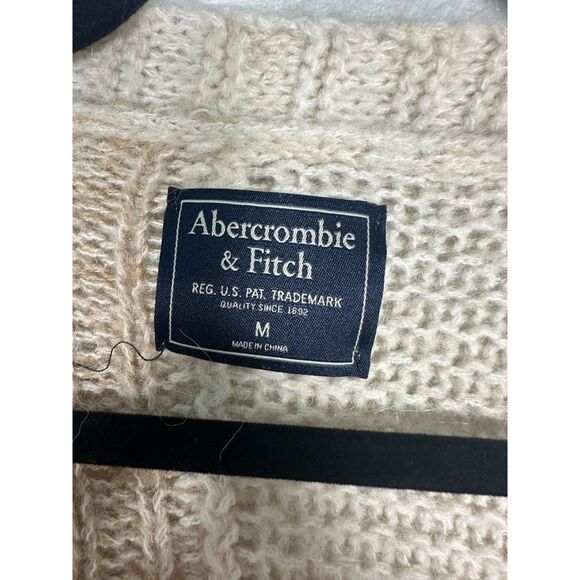 Abercrombie
& Fitch
REG. U.S. PAT. TRADEMARK
QUALITY SINCE 1892
M
MADE IN CHINA